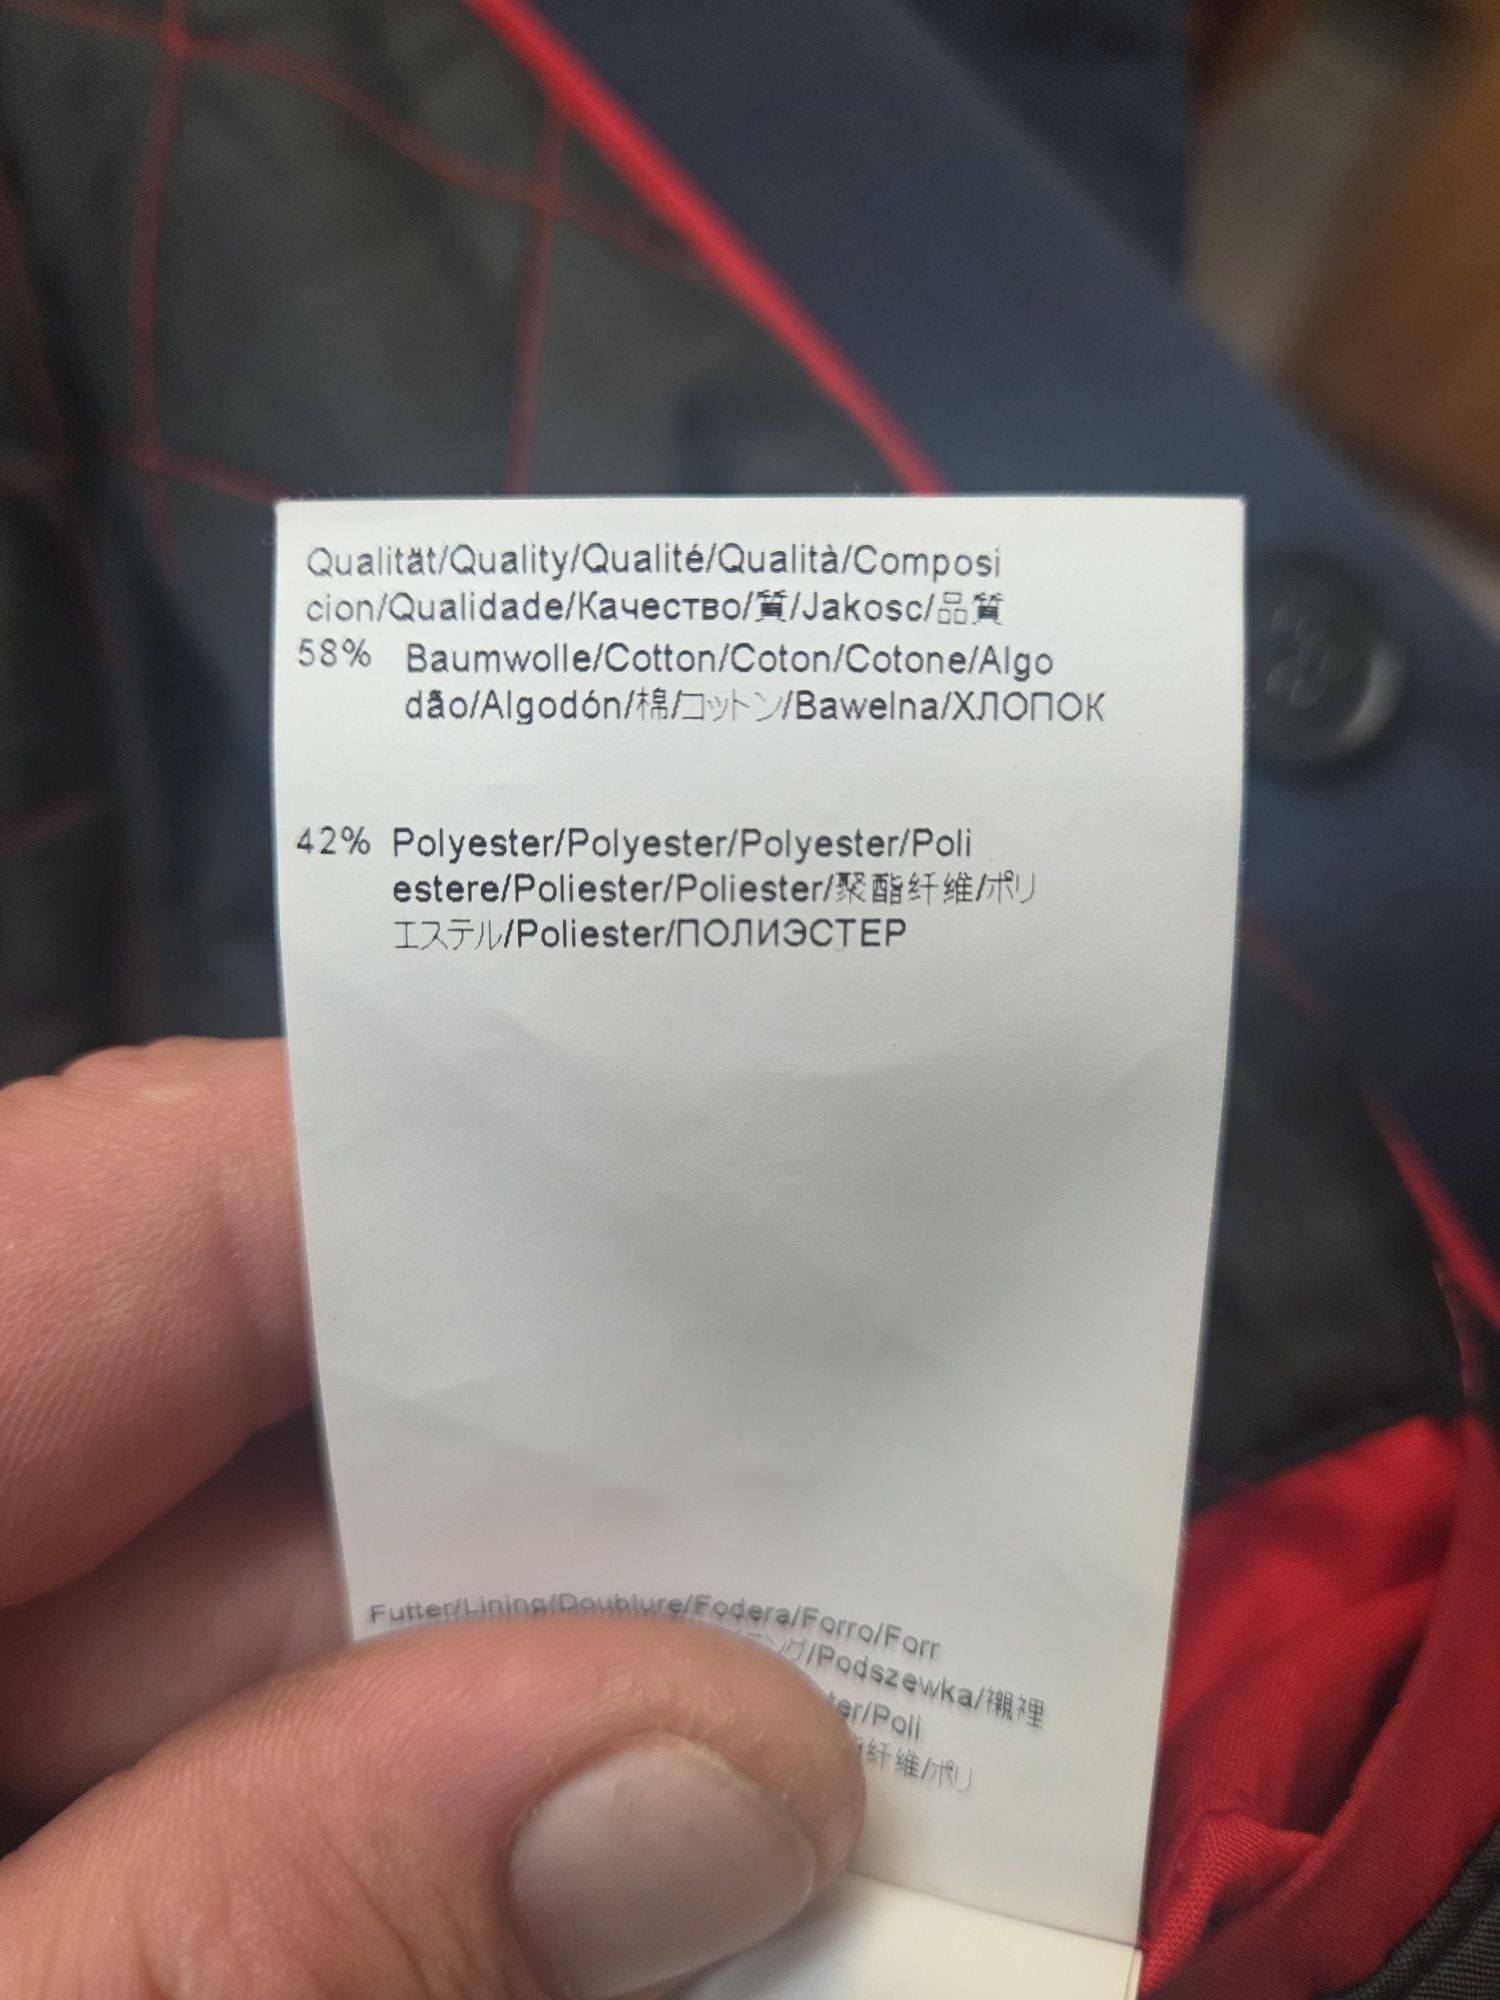 Qualität/Quality/Qualité/Qualità/Composi
cion/Qualidade/Качество/質/Jakosc/品質
58% Baumwolle/Cotton/Coton/Cotone/Algo
dão/Algodón/棉/コットン/Bawelna/ХЛОПОК
42% Polyester/Polyester/Polyester/Poli
estere/Poliester/Poliester/聚酯纤维/ポリ
エステル/Poliester/ПОЛИЭСТЕР
Futter/Lining/Doublure/Fodera/Forro/Forr
/Podszewka/襯裡
/Poli
纤维/ポリ